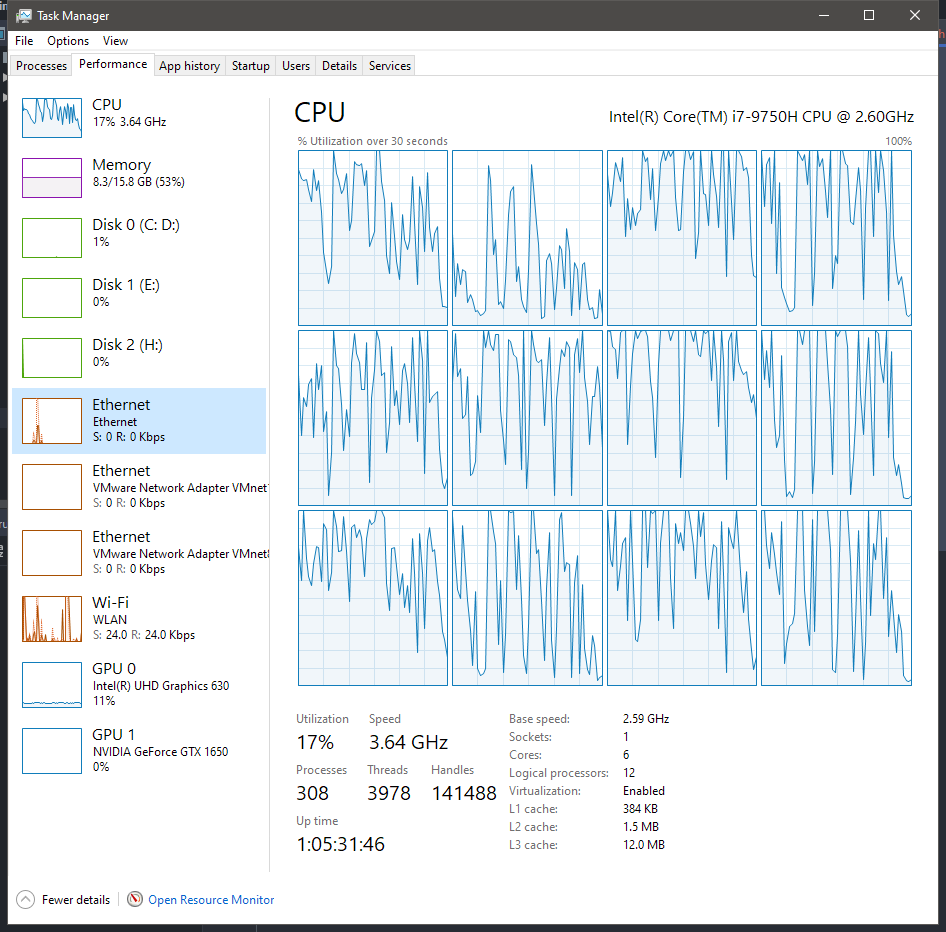 Task Manager
File Options View
Processes Performance App history Startup Users Details Services
CPU
17% 3.64 GHz
Memory
8.3/15.8 GB (53%)
Disk 0 (C: D:)
1%
Disk 1 (E:)
0%
Disk 2 (H:)
0%
Ethernet
Ethernet
S: 0 R: 0 Kbps
Ethernet
VMware Network Adapter VMnet1
S: 0 R: 0 Kbps
Ethernet
VMware Network Adapter VMnet8
S: 0 R: 0 Kbps
Wi-Fi
WLAN
S: 24.0 R: 24.0 Kbps
GPU 0
Intel(R) UHD Graphics 630
11%
GPU 1
NVIDIA GeForce GTX 1650
0%
CPU
Intel(R) Core(TM) i7-9750H CPU @ 2.60GHz
% Utilization over 30 seconds
100%
Utilization Speed
17% 3.64 GHz
Processes Threads Handles
308 3978 141488
Up time
1:05:31:46
Base speed: 2.59 GHz
Sockets: 1
Cores: 6
Logical processors: 12
Virtualization: Enabled
L1 cache: 384 KB
L2 cache: 1.5 MB
L3 cache: 12.0 MB
Fewer details
Open Resource Monitor